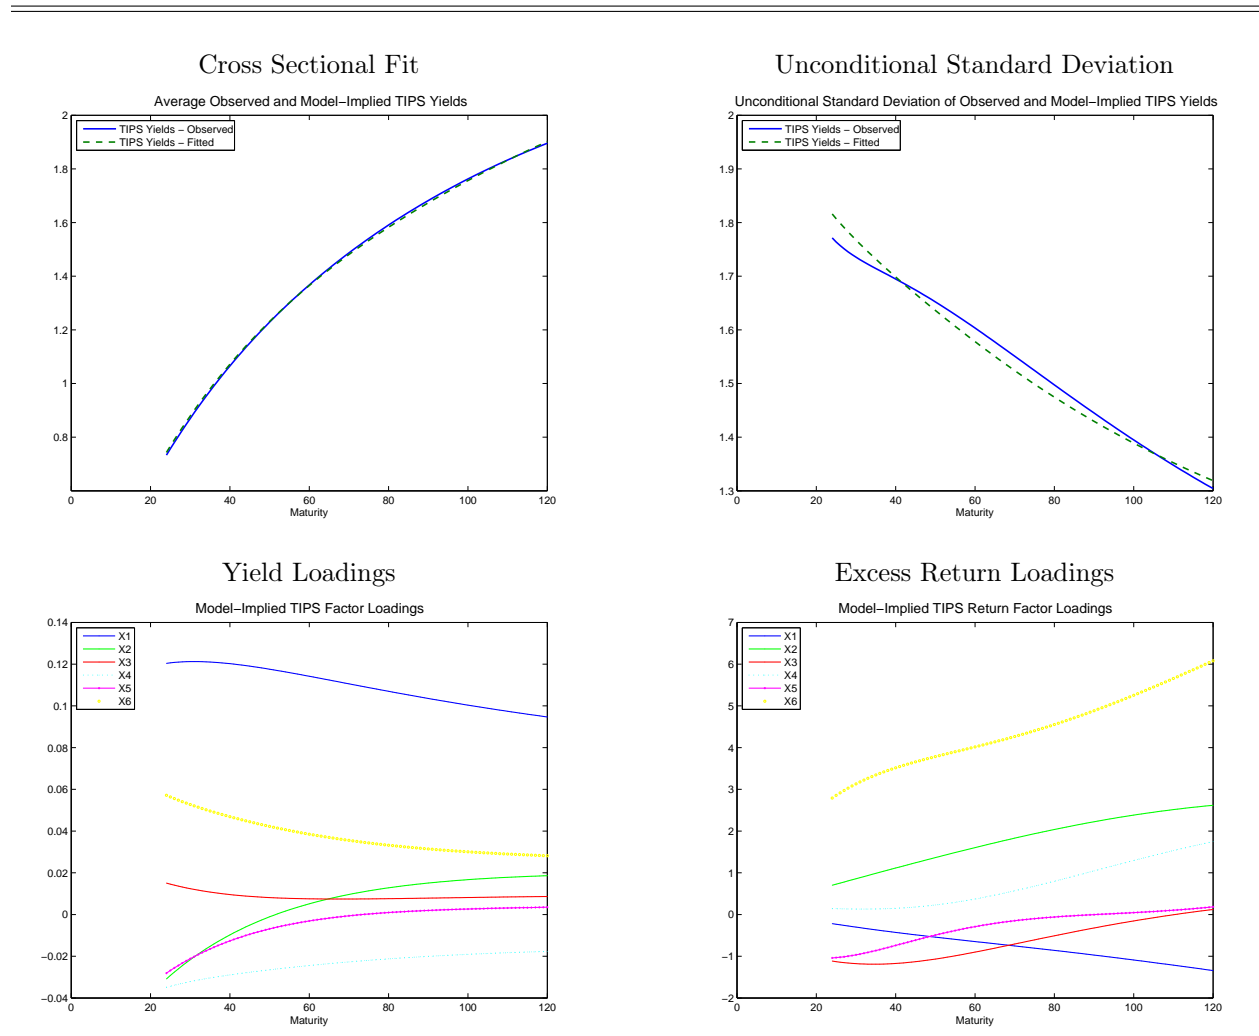 Cross Sectional Fit
Average Observed and Model−Implied TIPS Yields
2
TIPS Yields − Observed
TIPS Yields − Fitted
1.8
1.6
1.4
1.2
1
0.8
0 20 40 60 80 100 120
Maturity
Unconditional Standard Deviation
Unconditional Standard Deviation of Observed and Model−Implied TIPS Yields
2
TIPS Yields − Observed
TIPS Yields − Fitted
1.9
1.8
1.7
1.6
1.5
1.4
1.3
0 20 40 60 80 100 120
Maturity
Yield Loadings
Model−Implied TIPS Factor Loadings
0.14
X1
X2
X3
X4
X5
X6
0.12
0.1
0.08
0.06
0.04
0.02
0
−0.02
−0.04
0 20 40 60 80 100 120
Maturity
Excess Return Loadings
Model−Implied TIPS Return Factor Loadings
7
X1
X2
X3
X4
X5
X6
6
5
4
3
2
1
0
−1
−2
0 20 40 60 80 100 120
Maturity